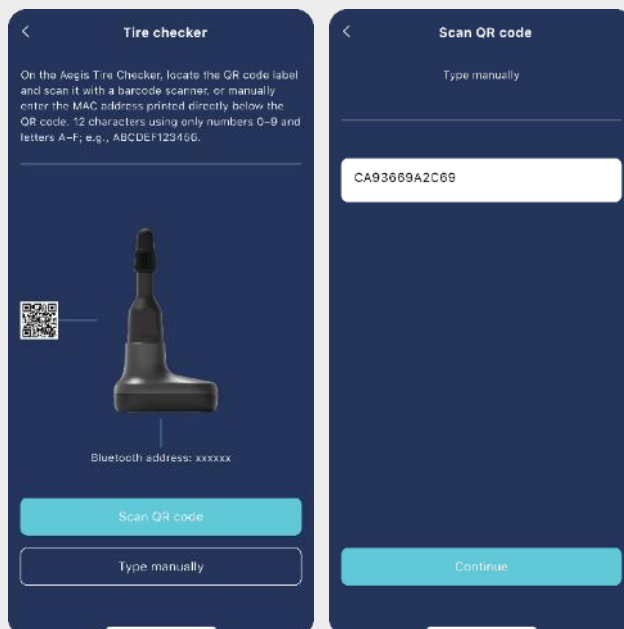 Tire checker
On the Aegis Tire Checker, locate the QR code label
and scan it with a barcode scanner, or manually
enter the MAC address printed directly below the
QR code. 12 characters using only numbers 0–9 and
letters A–F; e.g., ABCDEF123456.
Bluetooth address: xxxxxx
Scan QR code
Type manually
Scan QR code
Type manually
CA93669A2C69
Continue